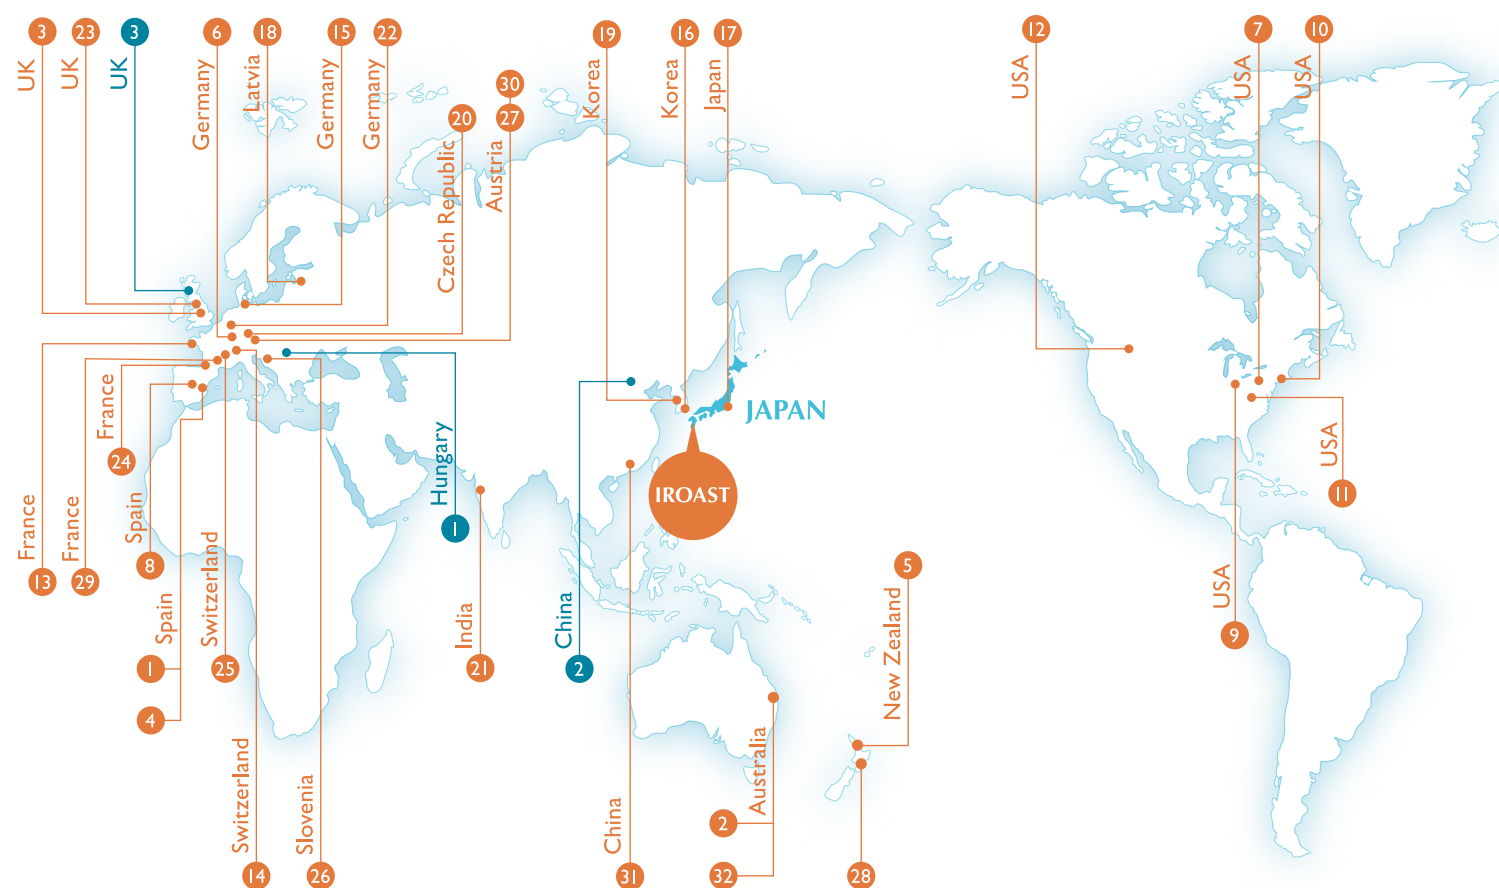 3
UK
23
UK
3
UK
6
Germany
18
Latvia
15
Germany
22
Germany
20
Czech Republic
30
27
Austria
19
Korea
16
Korea
17
Japan
12
USA
7
USA
10
USA
JAPAN
IROAST
France
24
France
13
France
29
Spain
8
Spain
1
4
Switzerland
25
Switzerland
14
Slovenia
26
Hungary
1
India
21
China
2
China
31
Australia
2
32
New Zealand
5
28
USA
9
USA
11